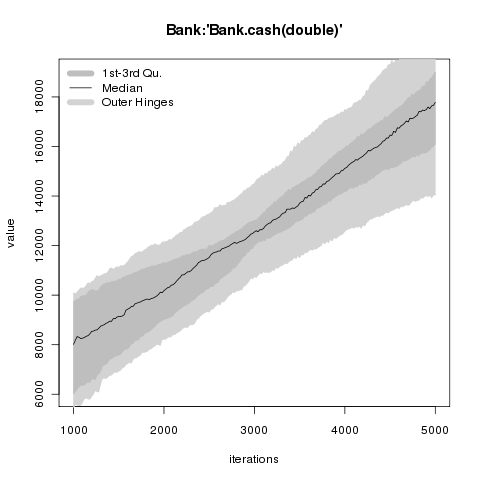 Bank:'Bank.cash(double)'
1st-3rd Qu.
Median
Outer Hinges
value
18000
16000
14000
12000
10000
8000
6000
1000 2000 3000 4000 5000
iterations